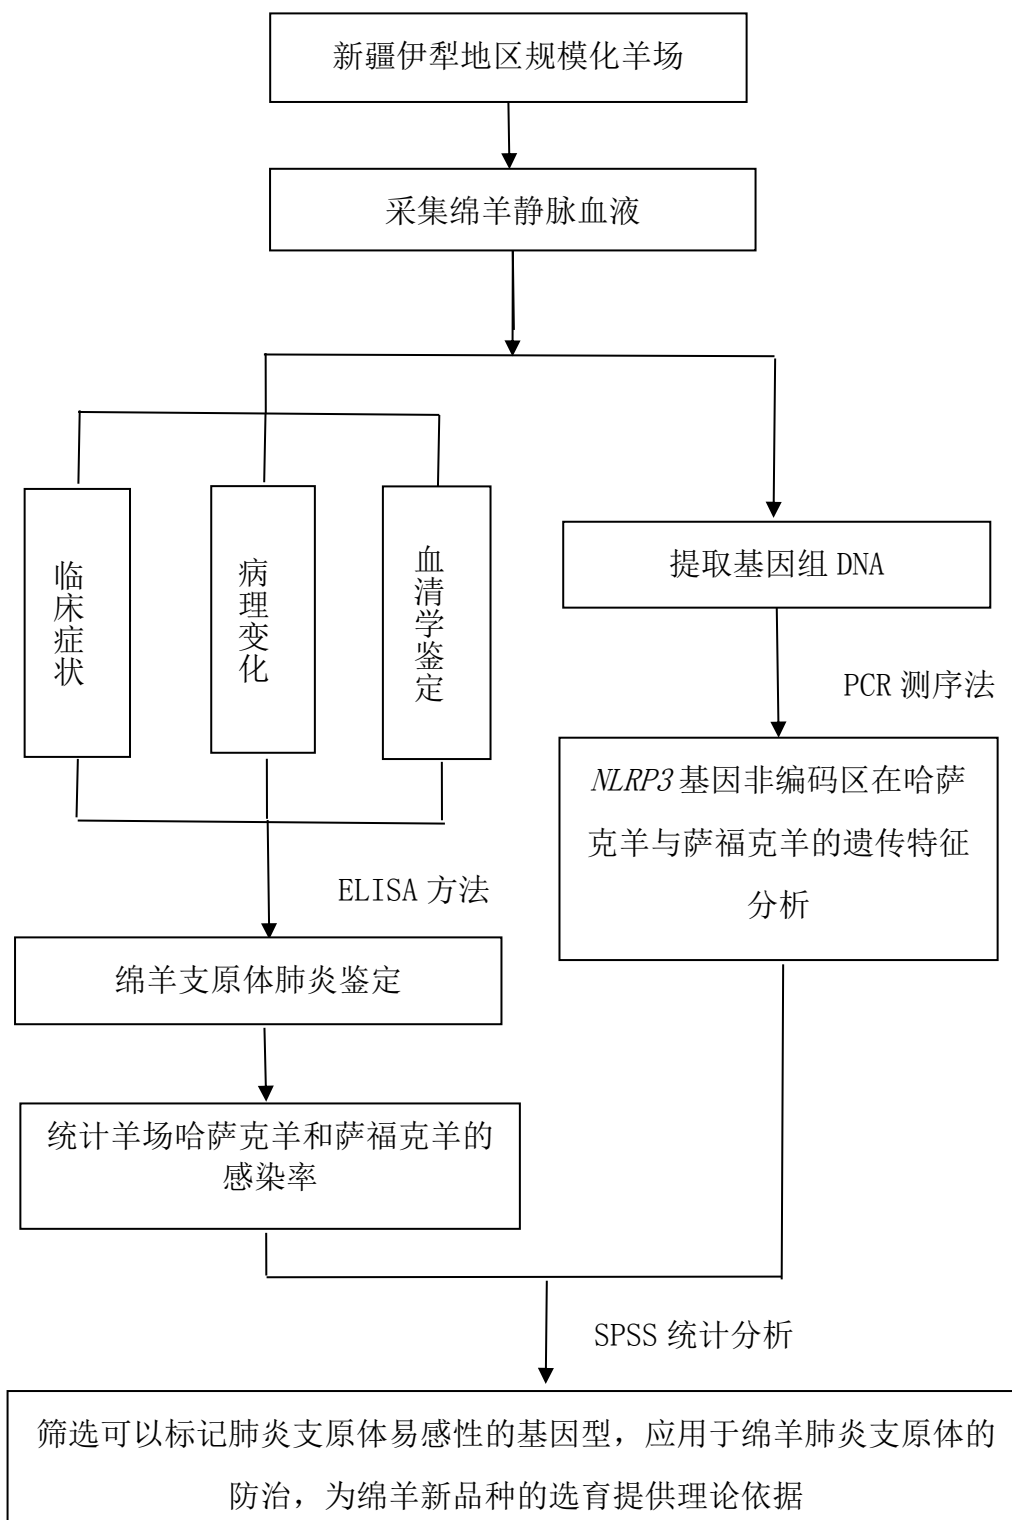 新疆伊犁地区规模化羊场
采集绵羊静脉血液
临床症状
病理变化
血清学鉴定
提取基因组 DNA
PCR 测序法
NLRP3 基因非编码区在哈萨
克羊与萨福克羊的遗传特征
分析
ELISA 方法
绵羊支原体肺炎鉴定
统计羊场哈萨克羊和萨福克羊的
感染率
SPSS 统计分析
筛选可以标记肺炎支原体易感性的基因型，应用于绵羊肺炎支原体的
防治，为绵羊新品种的选育提供理论依据